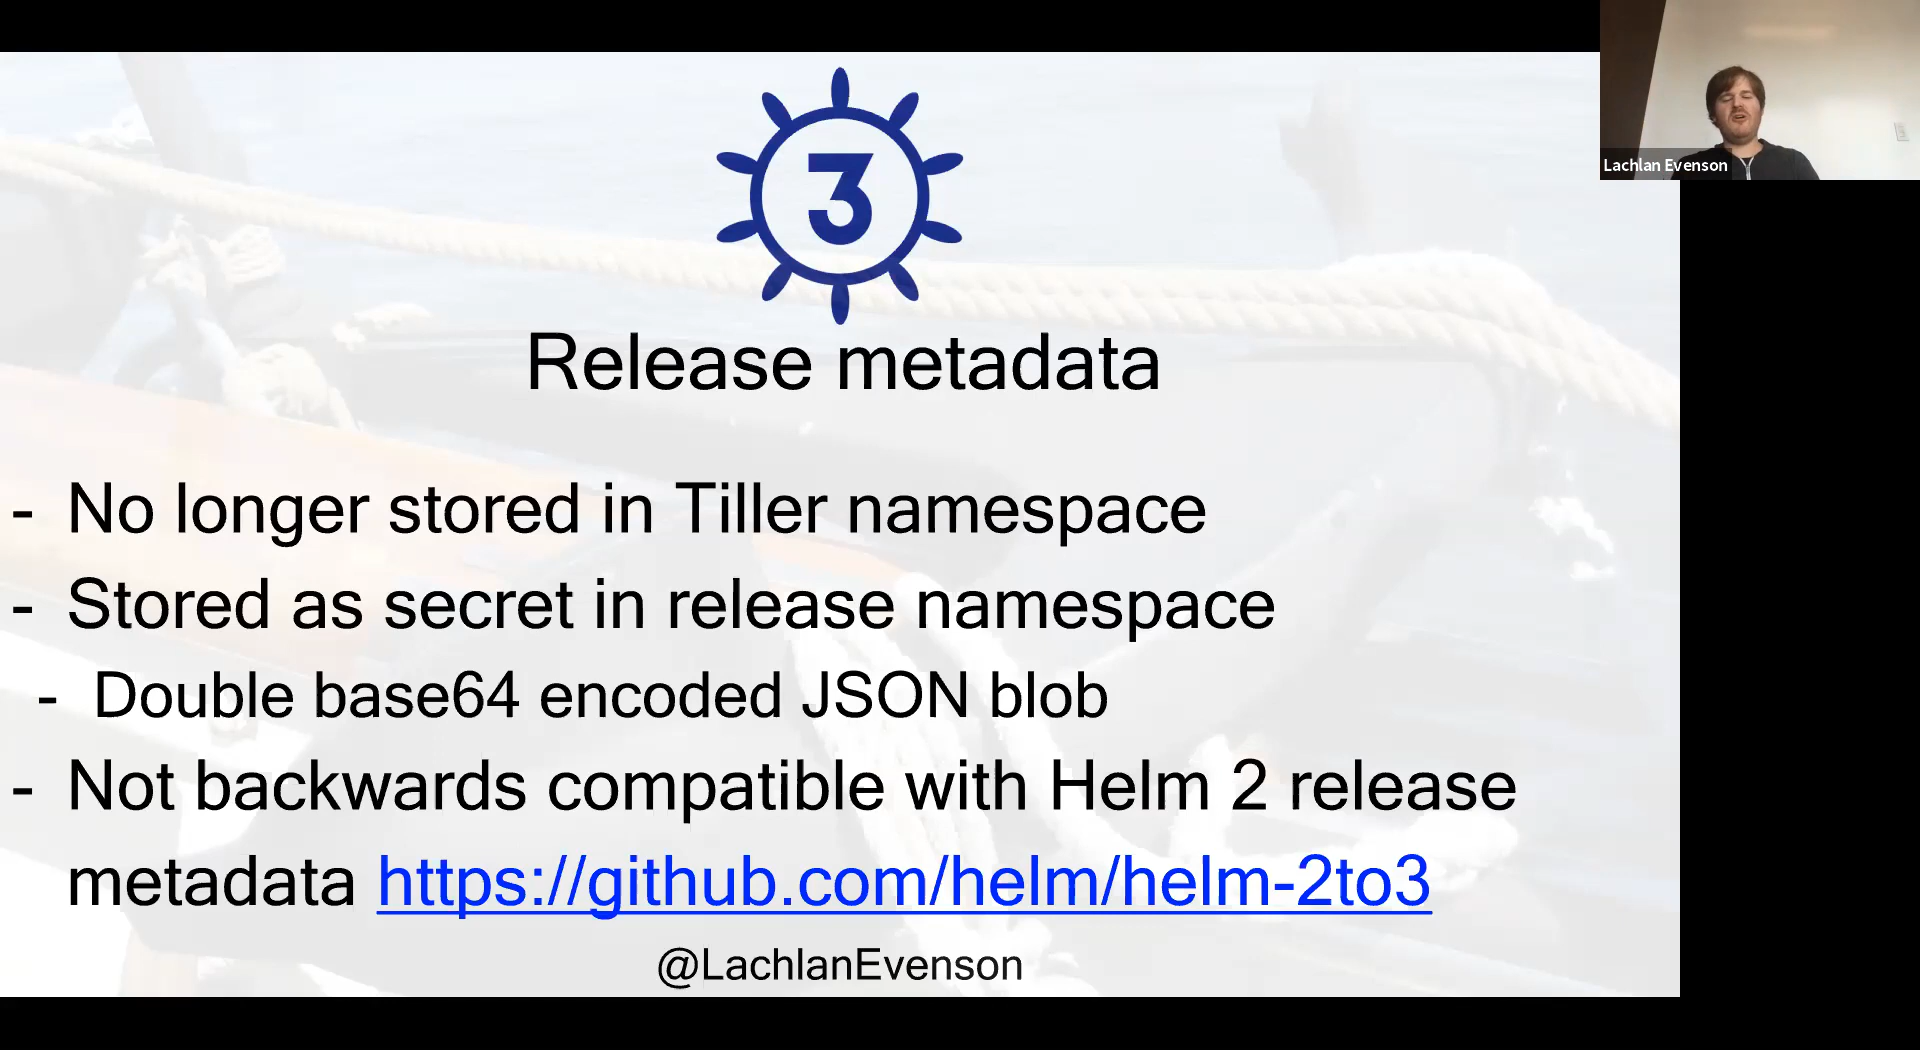 3
Lachlan Evenson
Release metadata
- No longer stored in Tiller namespace
- Stored as secret in release namespace
- Double base64 encoded JSON blob
- Not backwards compatible with Helm 2 release
metadata https://github.com/helm/helm-2to3
@LachlanEvenson